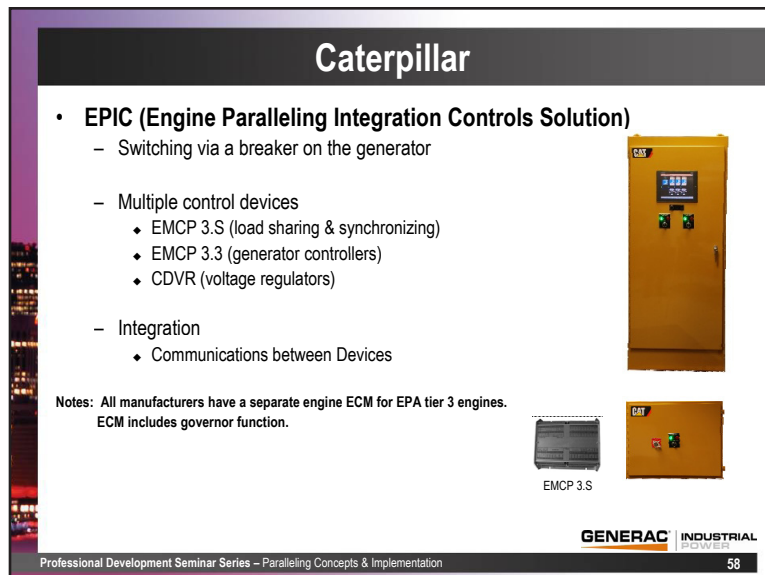 Caterpillar
• EPIC (Engine Paralleling Integration Controls Solution)
– Switching via a breaker on the generator
– Multiple control devices
◆ EMCP 3.S (load sharing & synchronizing)
◆ EMCP 3.3 (generator controllers)
◆ CDVR (voltage regulators)
– Integration
◆ Communications between Devices
Notes: All manufacturers have a separate engine ECM for EPA tier 3 engines.
ECM includes governor function.
CAT
CAT
EMCP 3.S
GENERAC INDUSTRIAL
POWER
Professional Development Seminar Series – Paralleling Concepts & Implementation
58